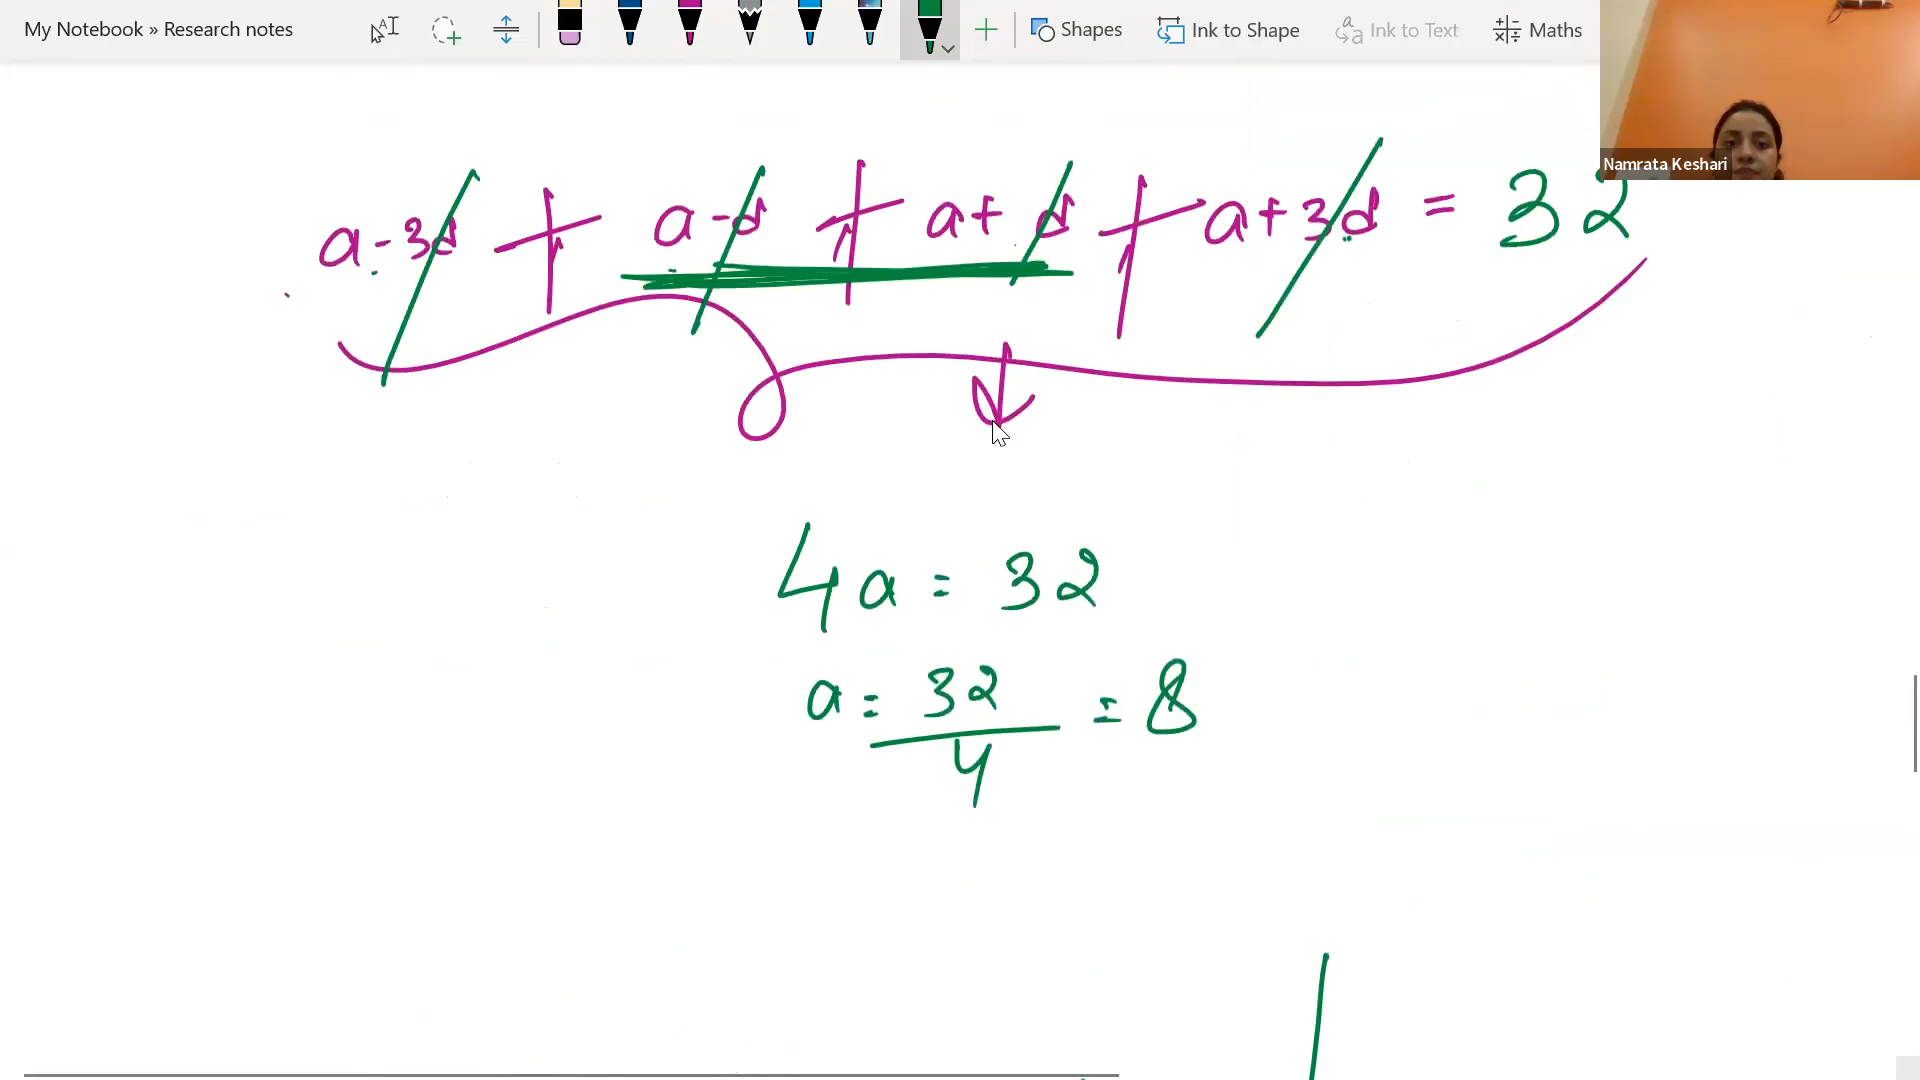 My Notebook » Research notes
Shapes
Ink to Shape
Ink to Text
Maths
Namrata Keshari
a - 3d + a - d + a + d + a + 3d = 32
4a = 32
a = 32/4 = 8